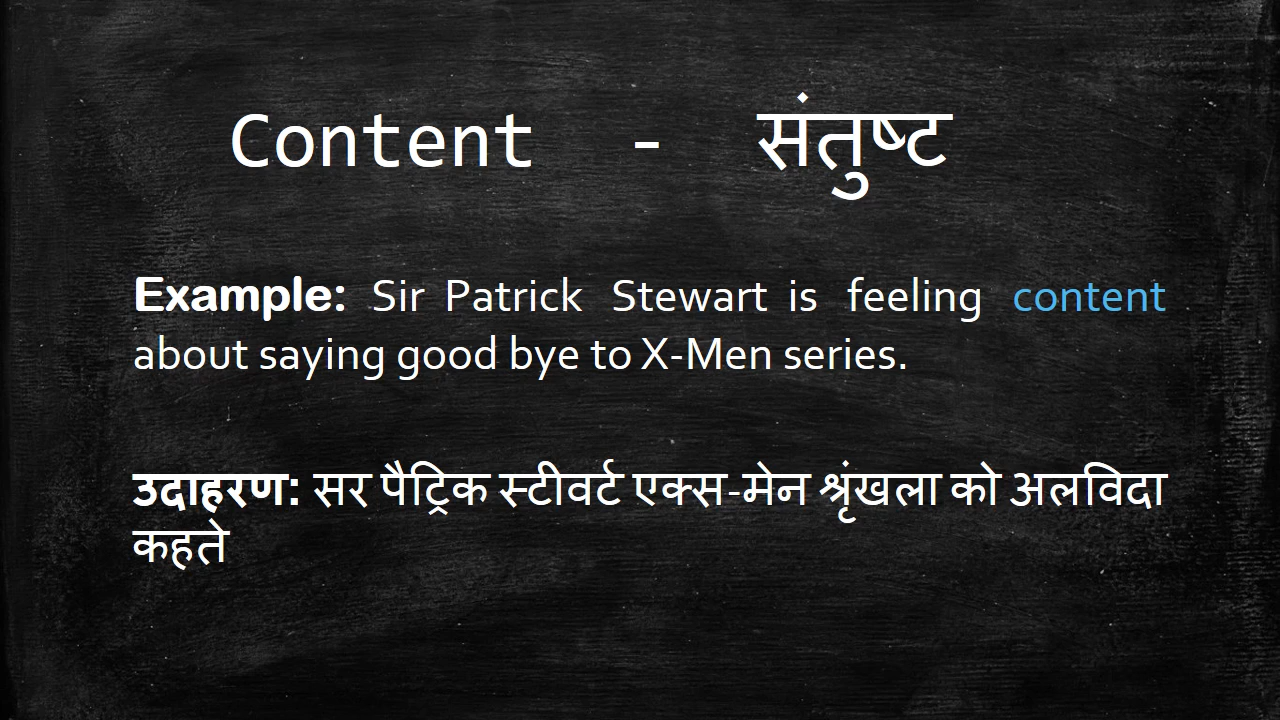 Content - संतुष्ट
Example: Sir Patrick Stewart is feeling content
about saying good bye to X-Men series.
उदाहरण: सर पैट्रिक स्टीवर्ट एक्स-मेन श्रृंखला को अलविदा
कहते